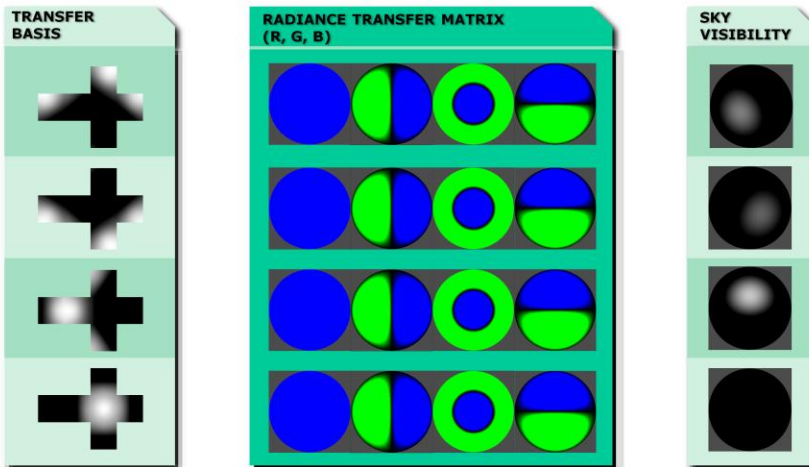 TRANSFER
BASIS
RADIANCE TRANSFER MATRIX
(R, G, B)
SKY
VISIBILITY